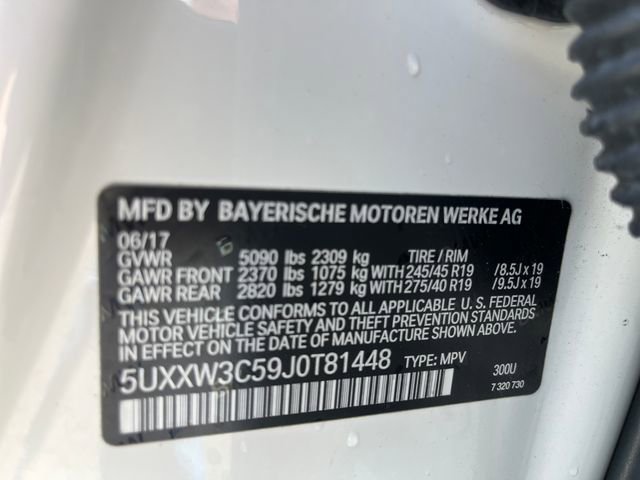 MFD BY BAYERISCHE MOTOREN WERKE AG
06/17
GVWR 5090 lbs 2309 kg TIRE / RIM
GAWR FRONT 2370 lbs 1075 kg WITH 245/45 R19 /8.5J x 19
GAWR REAR 2820 lbs 1279 kg WITH 275/40 R19 /9.5J x 19
THIS VEHICLE CONFORMS TO ALL APPLICABLE U.S. FEDERAL
MOTOR VEHICLE SAFETY AND THEFT PREVENTION STANDARDS
IN EFFECT ON THE DATE OF MANUFACTURE SHOWN ABOVE.
5UXXW3C59J0T81448 TYPE: MPV 300U
7 320 730